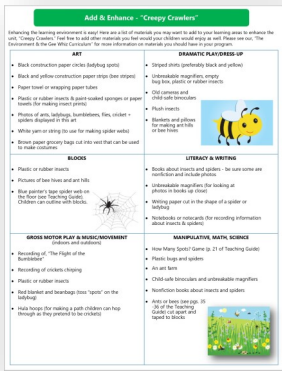 Add & Enhance - "Creepy Crawlers"
Enhancing the learning environment is easy! Here are a list of materials you may want to add to your learning areas to enhance the
unit, "Creepy Crawlers." Feel free to add other materials you feel would your children would enjoy as well. Please see our, "The
Environment & the Gee Whiz Curriculum" for more information on materials you should have in your program.
ART
• Black construction paper circles (ladybug spots)
• Black and yellow construction paper strips (bee stripes)
• Paper towel or wrapping paper tubes
• Plastic or rubber insects & paint-soaked sponges or paper
towels (for making insect prints)
• Photos of ants, ladybugs, bumblebees, flies, cricket +
spiders displayed in this art
• White yarn or string (to use for making spider webs)
• Brown paper grocery bags cut into vest that can be used
to make costumes
DRAMATIC PLAY/DRESS-UP
• Striped shirts (preferably black and yellow)
• Unbreakable magnifiers, empty
bug box, plastic or rubber insects
• Old cameras and
child-safe binoculars
• Plush insects
• Blankets and pillows
for making ant hills
or bee hives
BLOCKS
• Plastic or rubber insects
• Pictures of bee hives and ant hills
• Blue painter's tape spider web on
the floor (see Teaching Guide).
Children can outline with blocks.
LITERACY & WRITING
• Books about insects and spiders - be sure some are
nonfiction and include photos
• Unbreakable magnifiers (for looking at
photos in books up close)
• Writing paper cut in the shape of a spider or
ladybug
• Notebooks or notecards (for recording information
about insects & spiders)
GROSS MOTOR PLAY & MUSIC/MOVEMENT
(indoors and outdoors)
• Recording of, "The Flight of the
Bumblebee"
• Recording of crickets chirping
• Plastic or rubber insects
• Red blanket and beanbags (toss "spots" on the
ladybug)
• Hula hoops (for making a path children can hop
through as they pretend to be crickets)
MANIPULATIVE, MATH, SCIENCE
• How Many Spots? Game (p. 21 of Teaching Guide)
• Plastic bugs and spiders
• An ant farm
• Child-safe binoculars and unbreakable magnifiers
• Nonfiction books about insects and spiders
• Ants or bees (see pgs. 35
-36 of the Teaching
Guide) cut apart and
taped to blocks